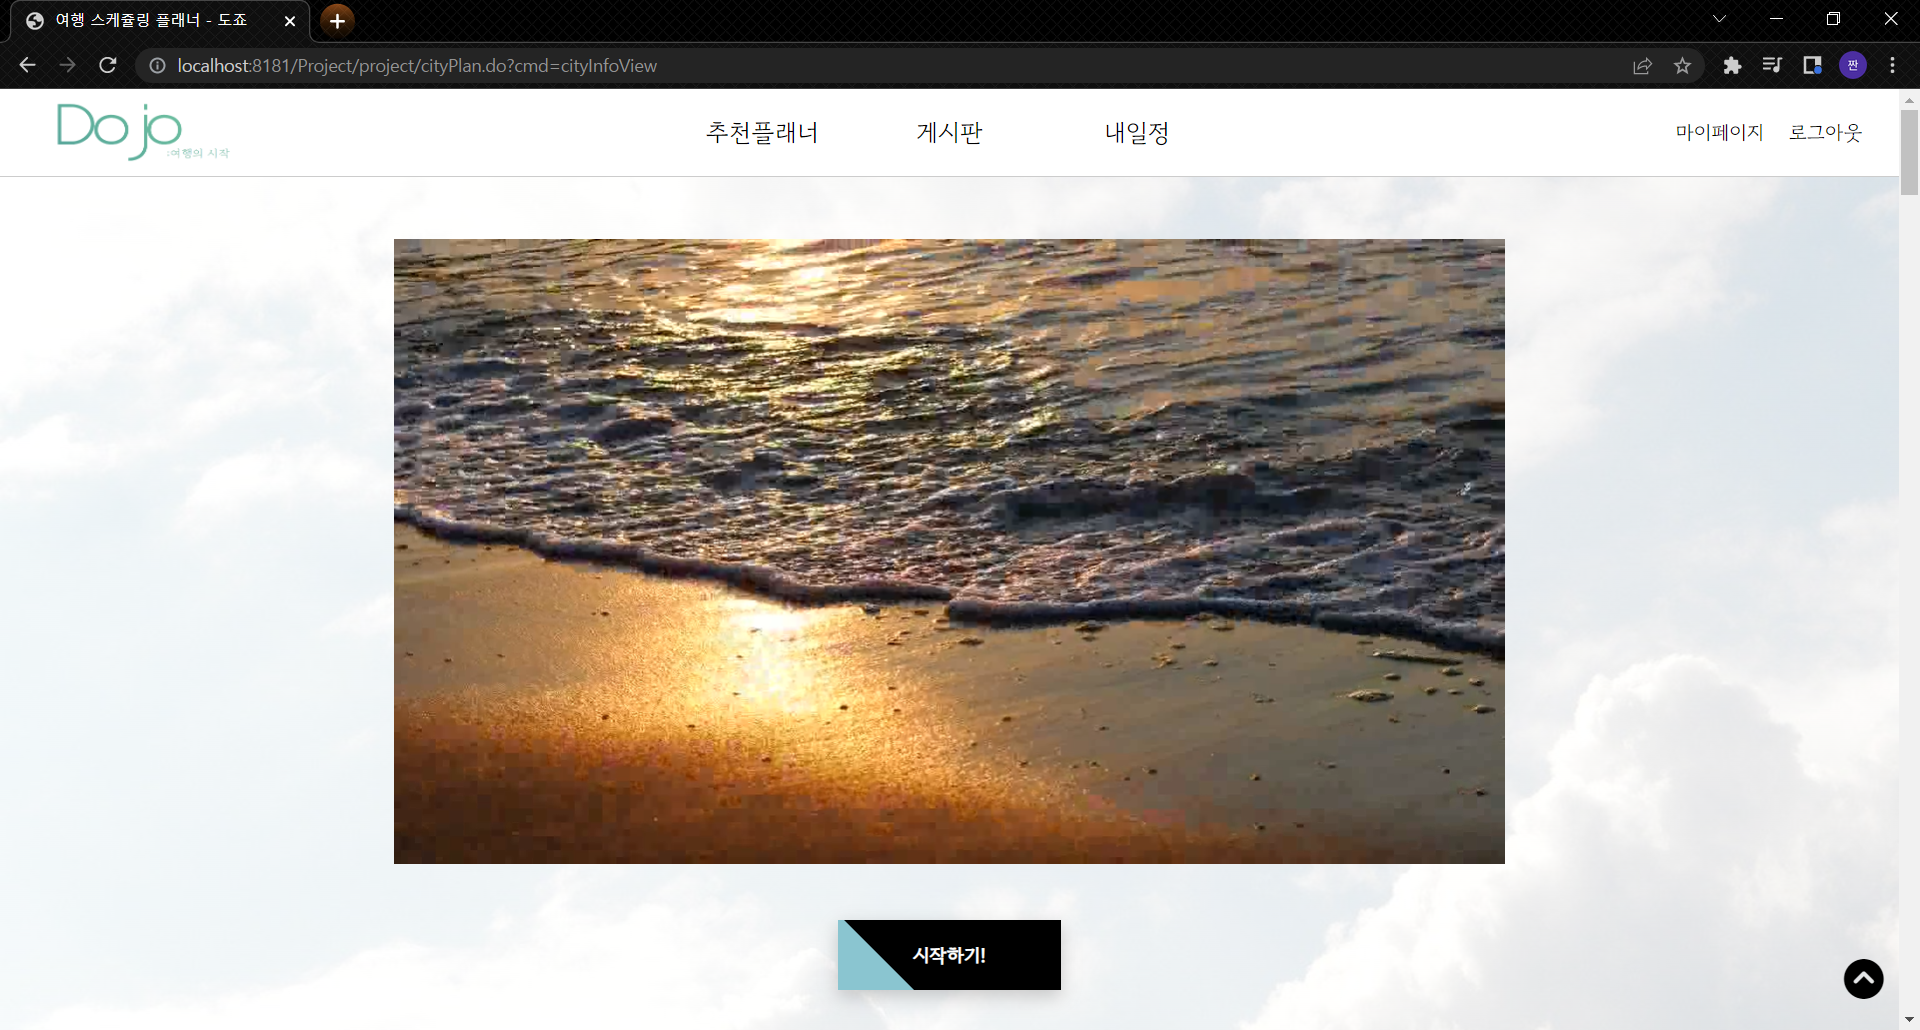 여행 스케쥴링 플래너 - 도죠
localhost:8181/Project/project/cityPlan.do?cmd=cityInfoView
짠
Do jo
:여행의 시작
추천플래너 게시판 내일정
마이페이지 로그아웃
시작하기!